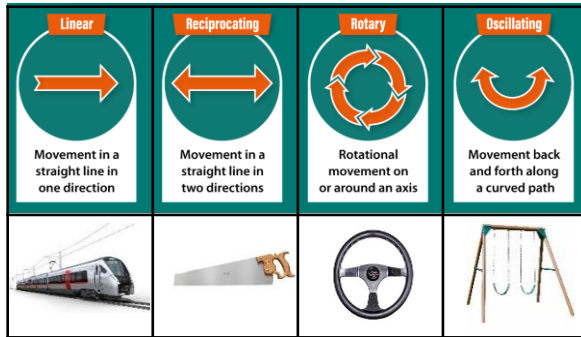 Linear
Movement in a
straight line in
one direction
Reciprocating
Movement in a
straight line in
two directions
Rotary
Rotational
movement on
or around an axis
Oscillating
Movement back
and forth along
a curved path